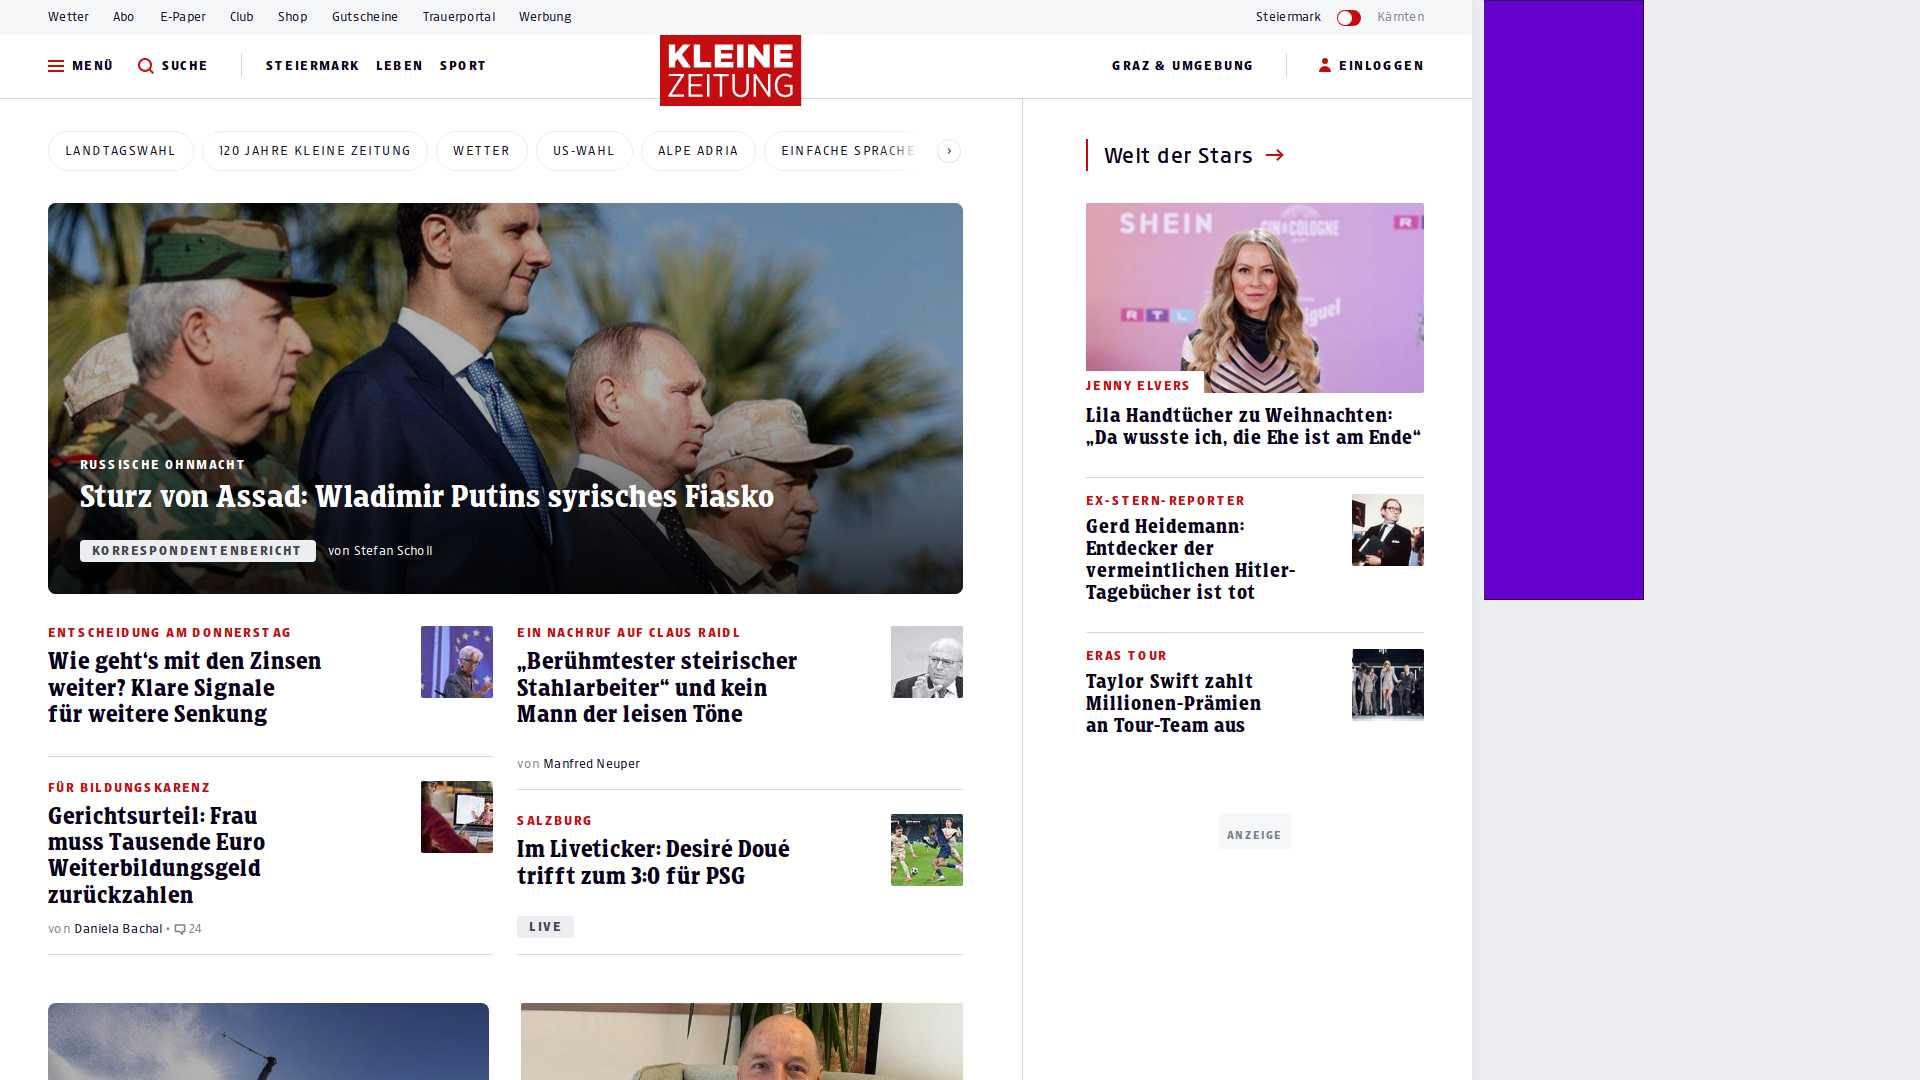 Wetter Abo E-Paper Club Shop Gutscheine Trauerportal Werbung
Steiermark Kärnten
MENÜ SUCHE STEIERMARK LEBEN SPORT
KLEINE
ZEITUNG
GRAZ & UMGEBUNG EINLOGGEN
LANDTAGSWAHL 120 JAHRE KLEINE ZEITUNG WETTER US-WAHL ALPE ADRIA EINFACHE SPRACHE
RUSSISCHE OHNMACHT
Sturz von Assad: Wladimir Putins syrisches Fiasko
KORRESPONDENTENBERICHT von Stefan Scholl
ENTSCHEIDUNG AM DONNERSTAG
Wie geht‘s mit den Zinsen
weiter? Klare Signale
für weitere Senkung
FÜR BILDUNGSKARENZ
Gerichtsurteil: Frau
muss Tausende Euro
Weiterbildungsgeld
zurückzahlen
von Daniela Bachal • 24
EIN NACHRUF AUF CLAUS RAIDL
„Berühmtester steirischer
Stahlarbeiter“ und kein
Mann der leisen Töne
von Manfred Neuper
SALZBURG
Im Liveticker: Desiré Doué
trifft zum 3:0 für PSG
LIVE
Welt der Stars →
SHEIN
GIN & COLOGNE
R
RTL
JENNY ELVERS
Lila Handtücher zu Weihnachten:
„Da wusste ich, die Ehe ist am Ende“
EX-STERN-REPORTER
Gerd Heidemann:
Entdecker der
vermeintlichen Hitler-
Tagebücher ist tot
ERAS TOUR
Taylor Swift zahlt
Millionen-Prämien
an Tour-Team aus
ANZEIGE